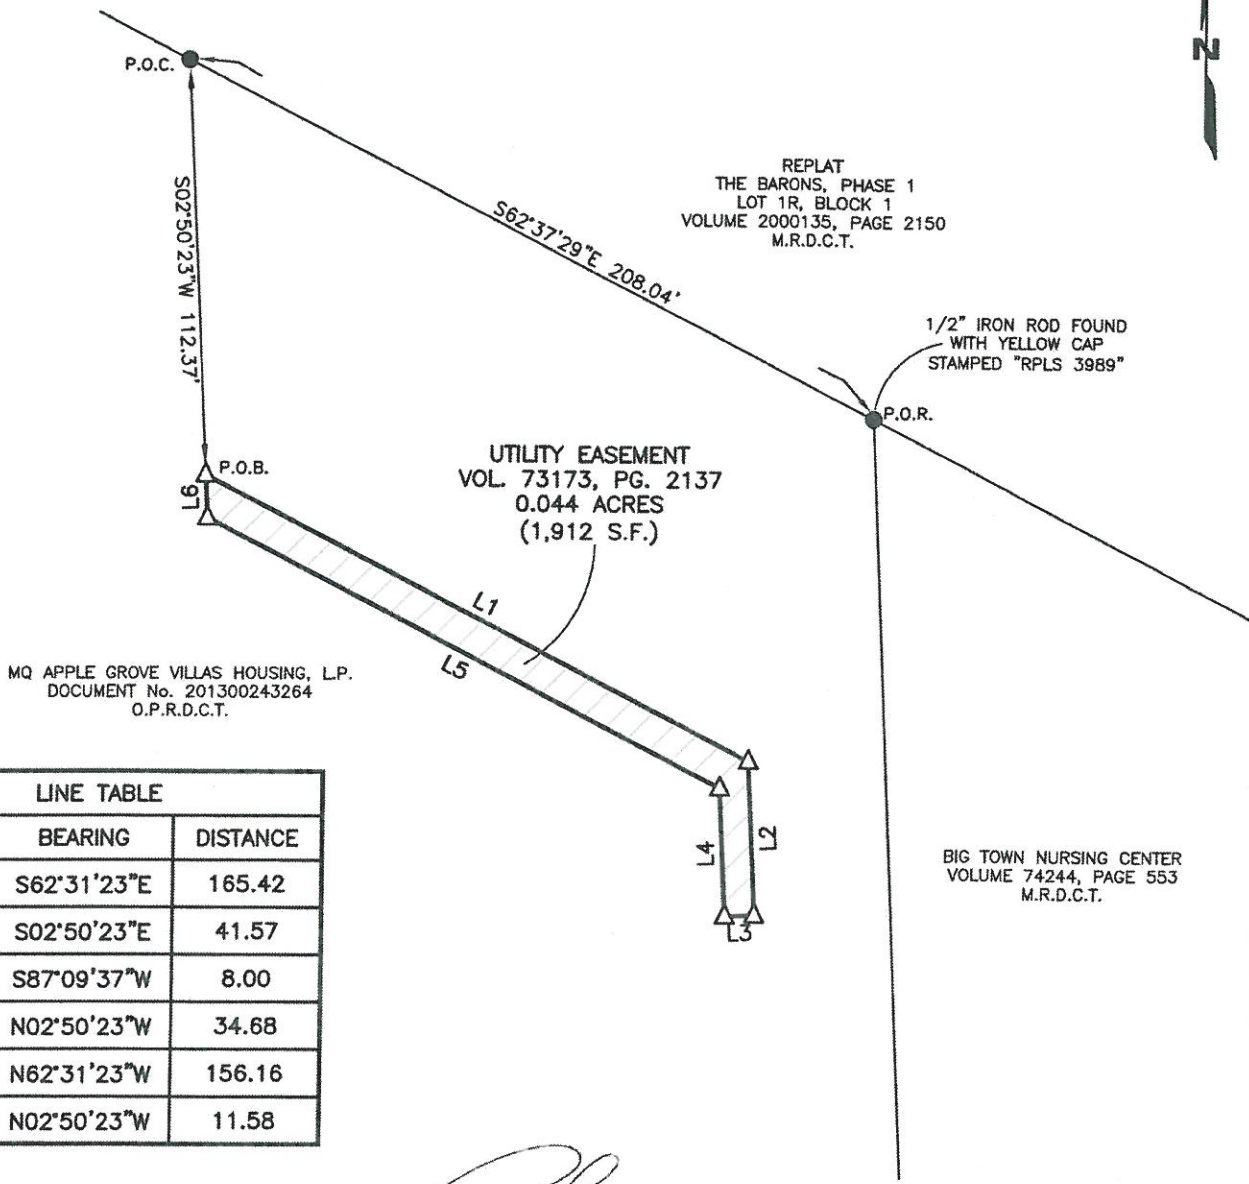 N
P.O.C.
REPLAT
THE BARONS, PHASE 1
LOT 1R, BLOCK 1
VOLUME 2000135, PAGE 2150
M.R.D.C.T.
S02°50'23"W 112.37'
S62°37'29"E 208.04'
1/2" IRON ROD FOUND
WITH YELLOW CAP
STAMPED "RPLS 3989"
P.O.R.
P.O.B.
L6
UTILITY EASEMENT
VOL. 73173, PG. 2137
0.044 ACRES
(1,912 S.F.)
L1
L5
MQ APPLE GROVE VILLAS HOUSING, L.P.
DOCUMENT No. 201300243264
O.P.R.D.C.T.
L4
L2
L3
BIG TOWN NURSING CENTER
VOLUME 74244, PAGE 553
M.R.D.C.T.
LINE TABLE
BEARING DISTANCE
S62°31'23"E 165.42
S02°50'23"E 41.57
S87°09'37"W 8.00
N02°50'23"W 34.68
N62°31'23"W 156.16
N02°50'23"W 11.58